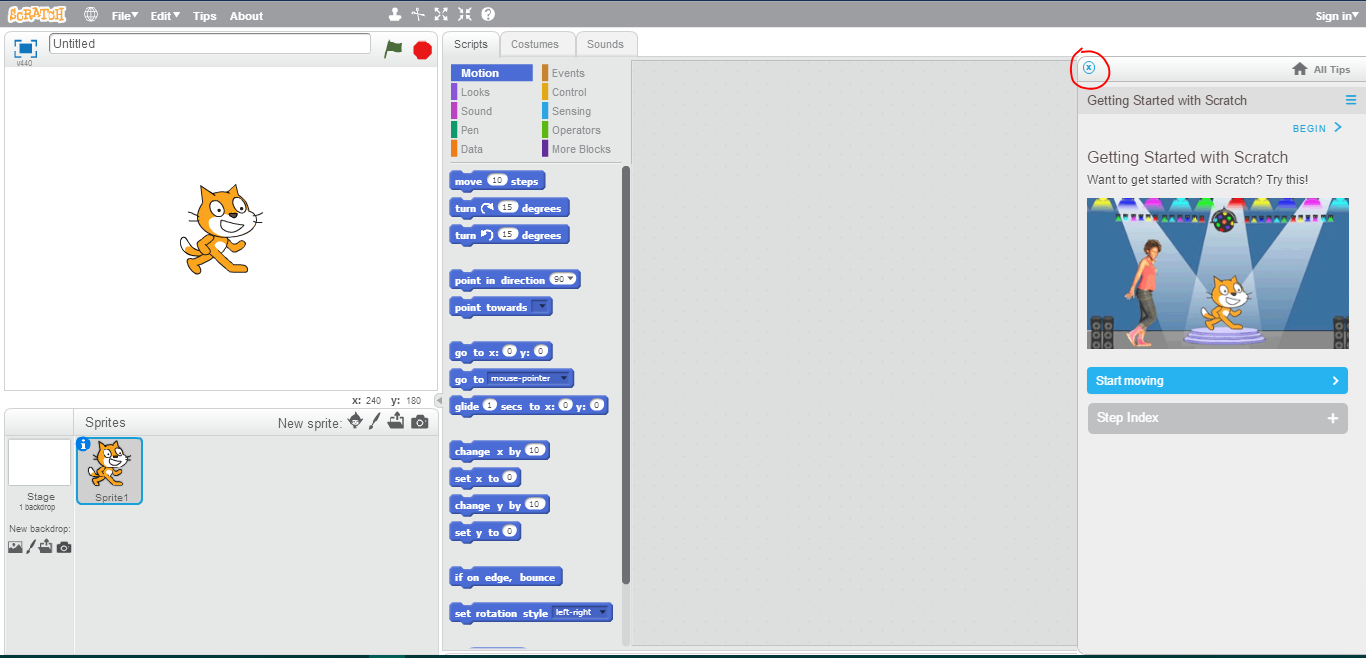 SCRATCH File Edit Tips About Sign in
Untitled
v440
Scripts Costumes Sounds
Motion Events
Looks Control
Sound Sensing
Pen Operators
Data More Blocks
move 10 steps
turn 15 degrees
turn 15 degrees
point in direction 90
point towards
go to x: 0 y: 0
go to mouse-pointer
glide 1 secs to x: 0 y: 0
change x by 10
set x to 0
change y by 10
set y to 0
if on edge, bounce
set rotation style left-right
x: 240 y: 180
Sprites New sprite:
Stage
1 backdrop
New backdrop:
Sprite1
All Tips
Getting Started with Scratch
BEGIN
Getting Started with Scratch
Want to get started with Scratch? Try this!
Start moving
Step Index